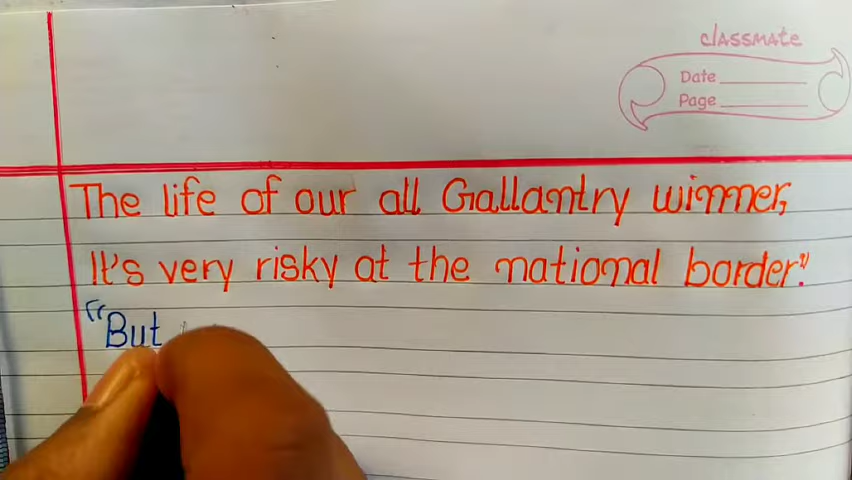 classmate
Date
Page
The life of our all Gallantry winner,
It's very risky at the national border."
"But